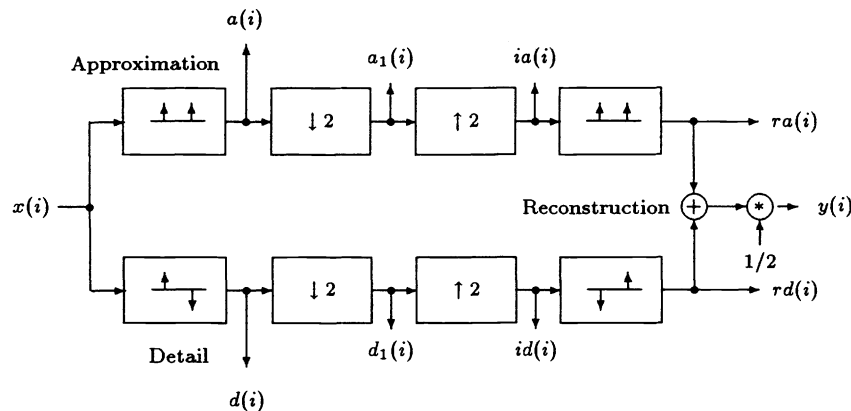 a(i)
Approximation
a₁(i)
ia(i)
↓ 2
↑ 2
ra(i)
x(i)
Reconstruction
+
*
y(i)
1/2
↓ 2
↑ 2
rd(i)
Detail
d₁(i)
id(i)
d(i)